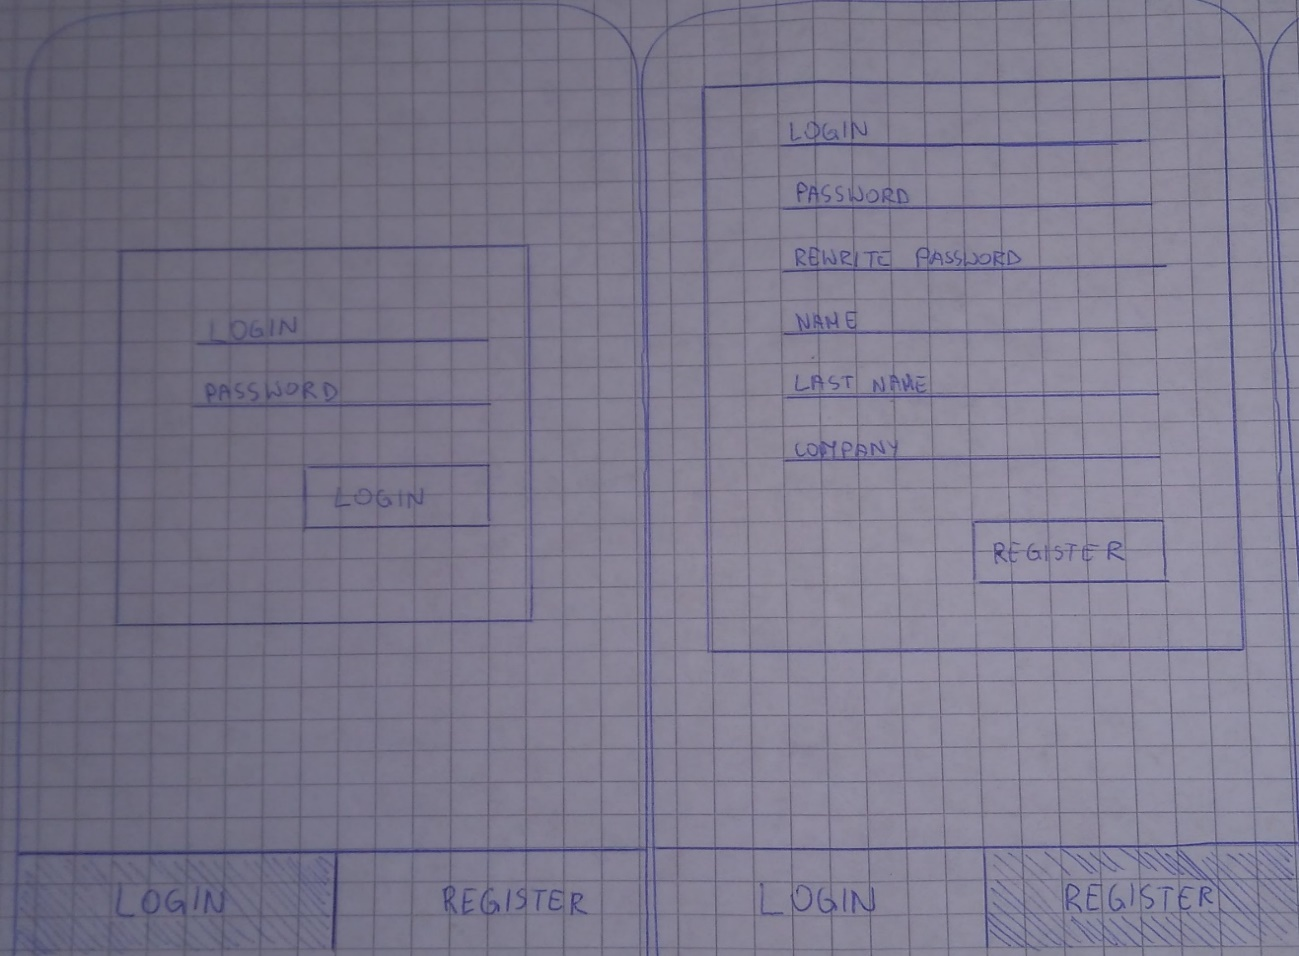 LOGIN
PASSWORD
LOGIN
LOGIN
REGISTER
LOGIN
PASSWORD
REWRITE PASSWORD
NAME
LAST NAME
COMPANY
REGISTER
LOGIN
REGISTER